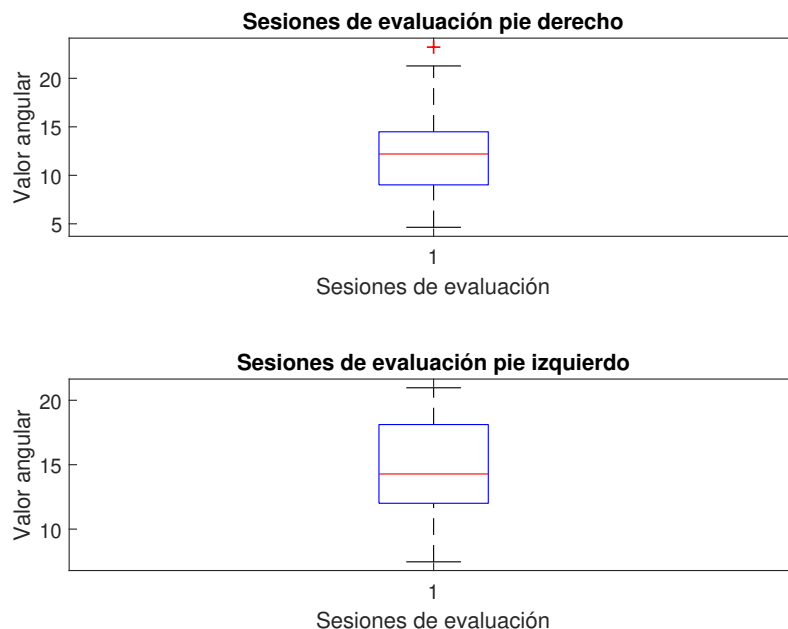 Sesiones de evaluación pie derecho
Valor angular
20
15
10
5
1
Sesiones de evaluación
Sesiones de evaluación pie izquierdo
Valor angular
20
15
10
1
Sesiones de evaluación